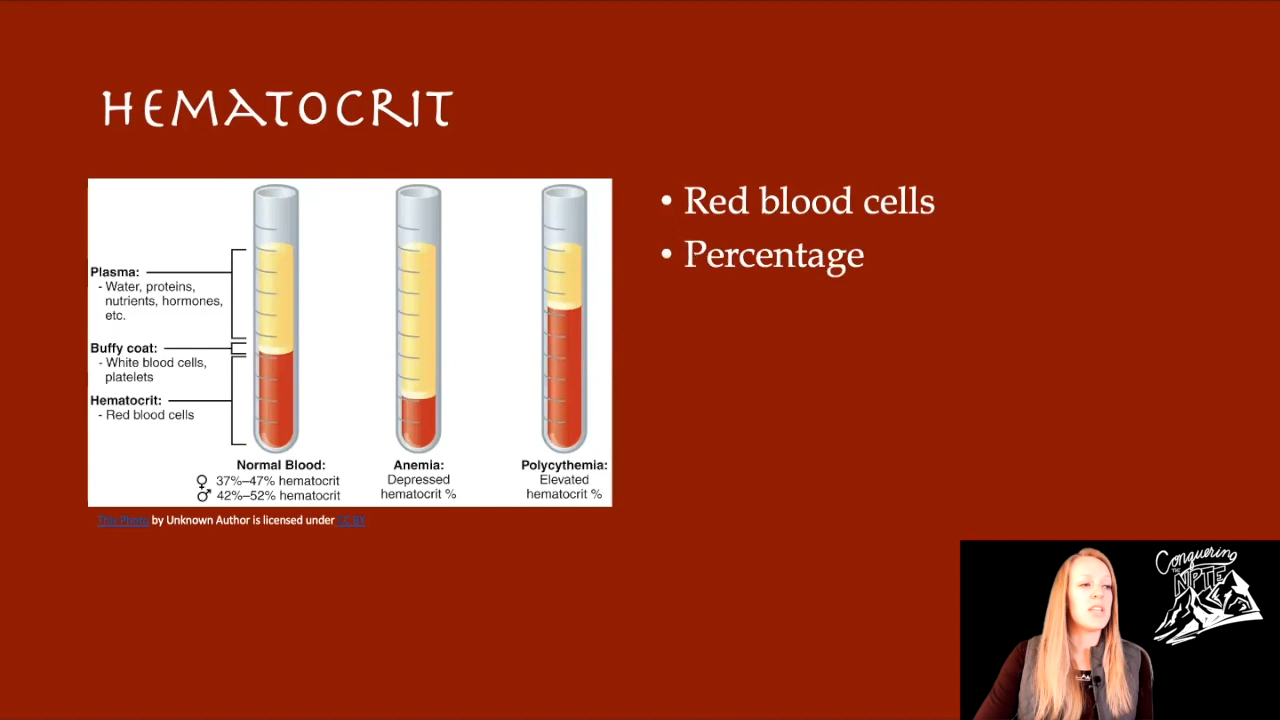 HEMATOCRIT
• Red blood cells
• Percentage
Plasma:
- Water, proteins,
nutrients, hormones,
etc.
Buffy coat:
- White blood cells,
platelets
Hematocrit:
- Red blood cells
Normal Blood:
♀ 37%–47% hematocrit
♂ 42%–52% hematocrit
Anemia:
Depressed
hematocrit %
Polycythemia:
Elevated
hematocrit %
This Photo by Unknown Author is licensed under CC BY
Conquering
THE
NPTE